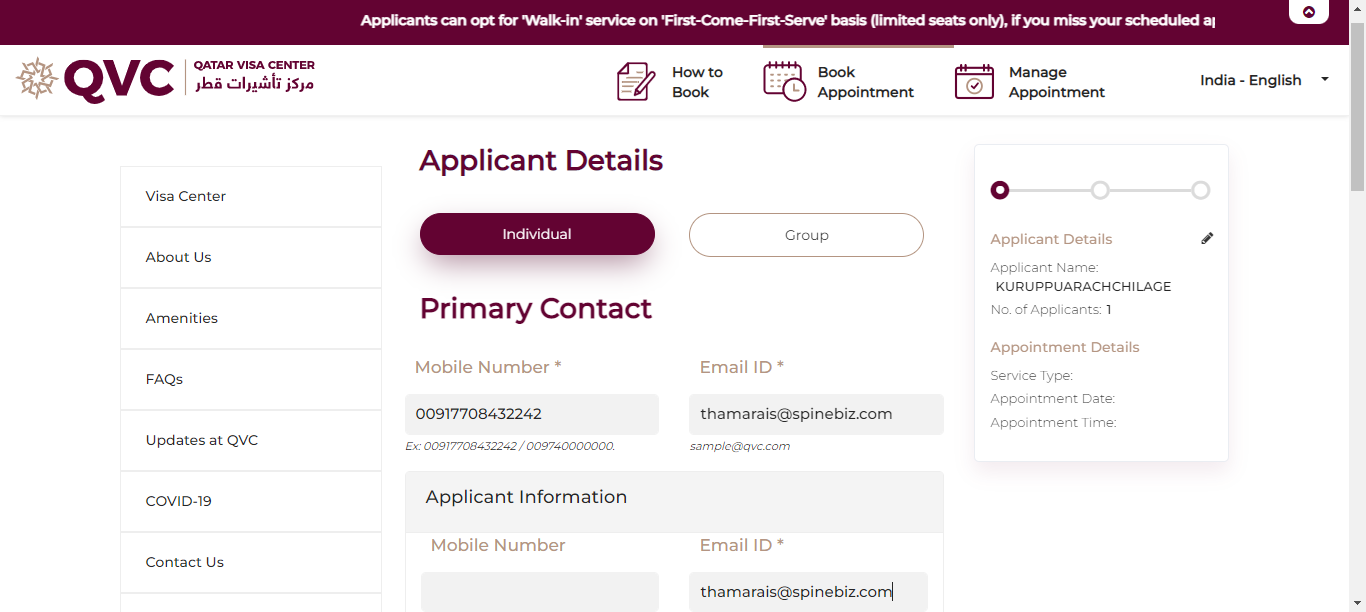 Applicants can opt for 'Walk-in' service on 'First-Come-First-Serve' basis (limited seats only), if you miss your scheduled
QVC
QATAR VISA CENTER
مركز تأشيرات قطر
How to
Book
Book
Appointment
Manage
Appointment
India - English
Visa Center
About Us
Amenities
FAQs
Updates at QVC
COVID-19
Contact Us
Applicant Details
Individual
Group
Primary Contact
Mobile Number *
Email ID *
00917708432242
thamarais@spinebiz.com
Ex: 00917708432242 / 009740000000.
sample@qvc.com
Applicant Information
Mobile Number
Email ID *
thamarais@spinebiz.com
Applicant Details
Applicant Name:
KURUPPUARACHCHILAGE
No. of Applicants: 1
Appointment Details
Service Type:
Appointment Date:
Appointment Time: